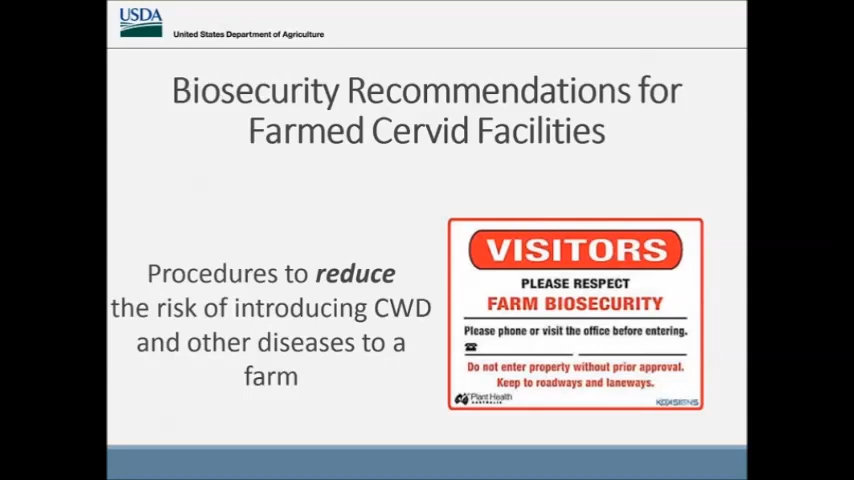 USDA
United States Department of Agriculture
Biosecurity Recommendations for
Farmed Cervid Facilities
Procedures to reduce
the risk of introducing CWD
and other diseases to a
farm
VISITORS
PLEASE RESPECT
FARM BIOSECURITY
Please phone or visit the office before entering.
Do not enter property without prior approval.
Keep to roadways and laneways.
Plant Health
AUSTRALIA